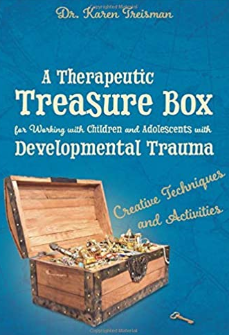 Dr. Karen Treisman
A Therapeutic
Treasure Box
for Working with Children and Adolescents with
Developmental Trauma
Creative Techniques
and Activities